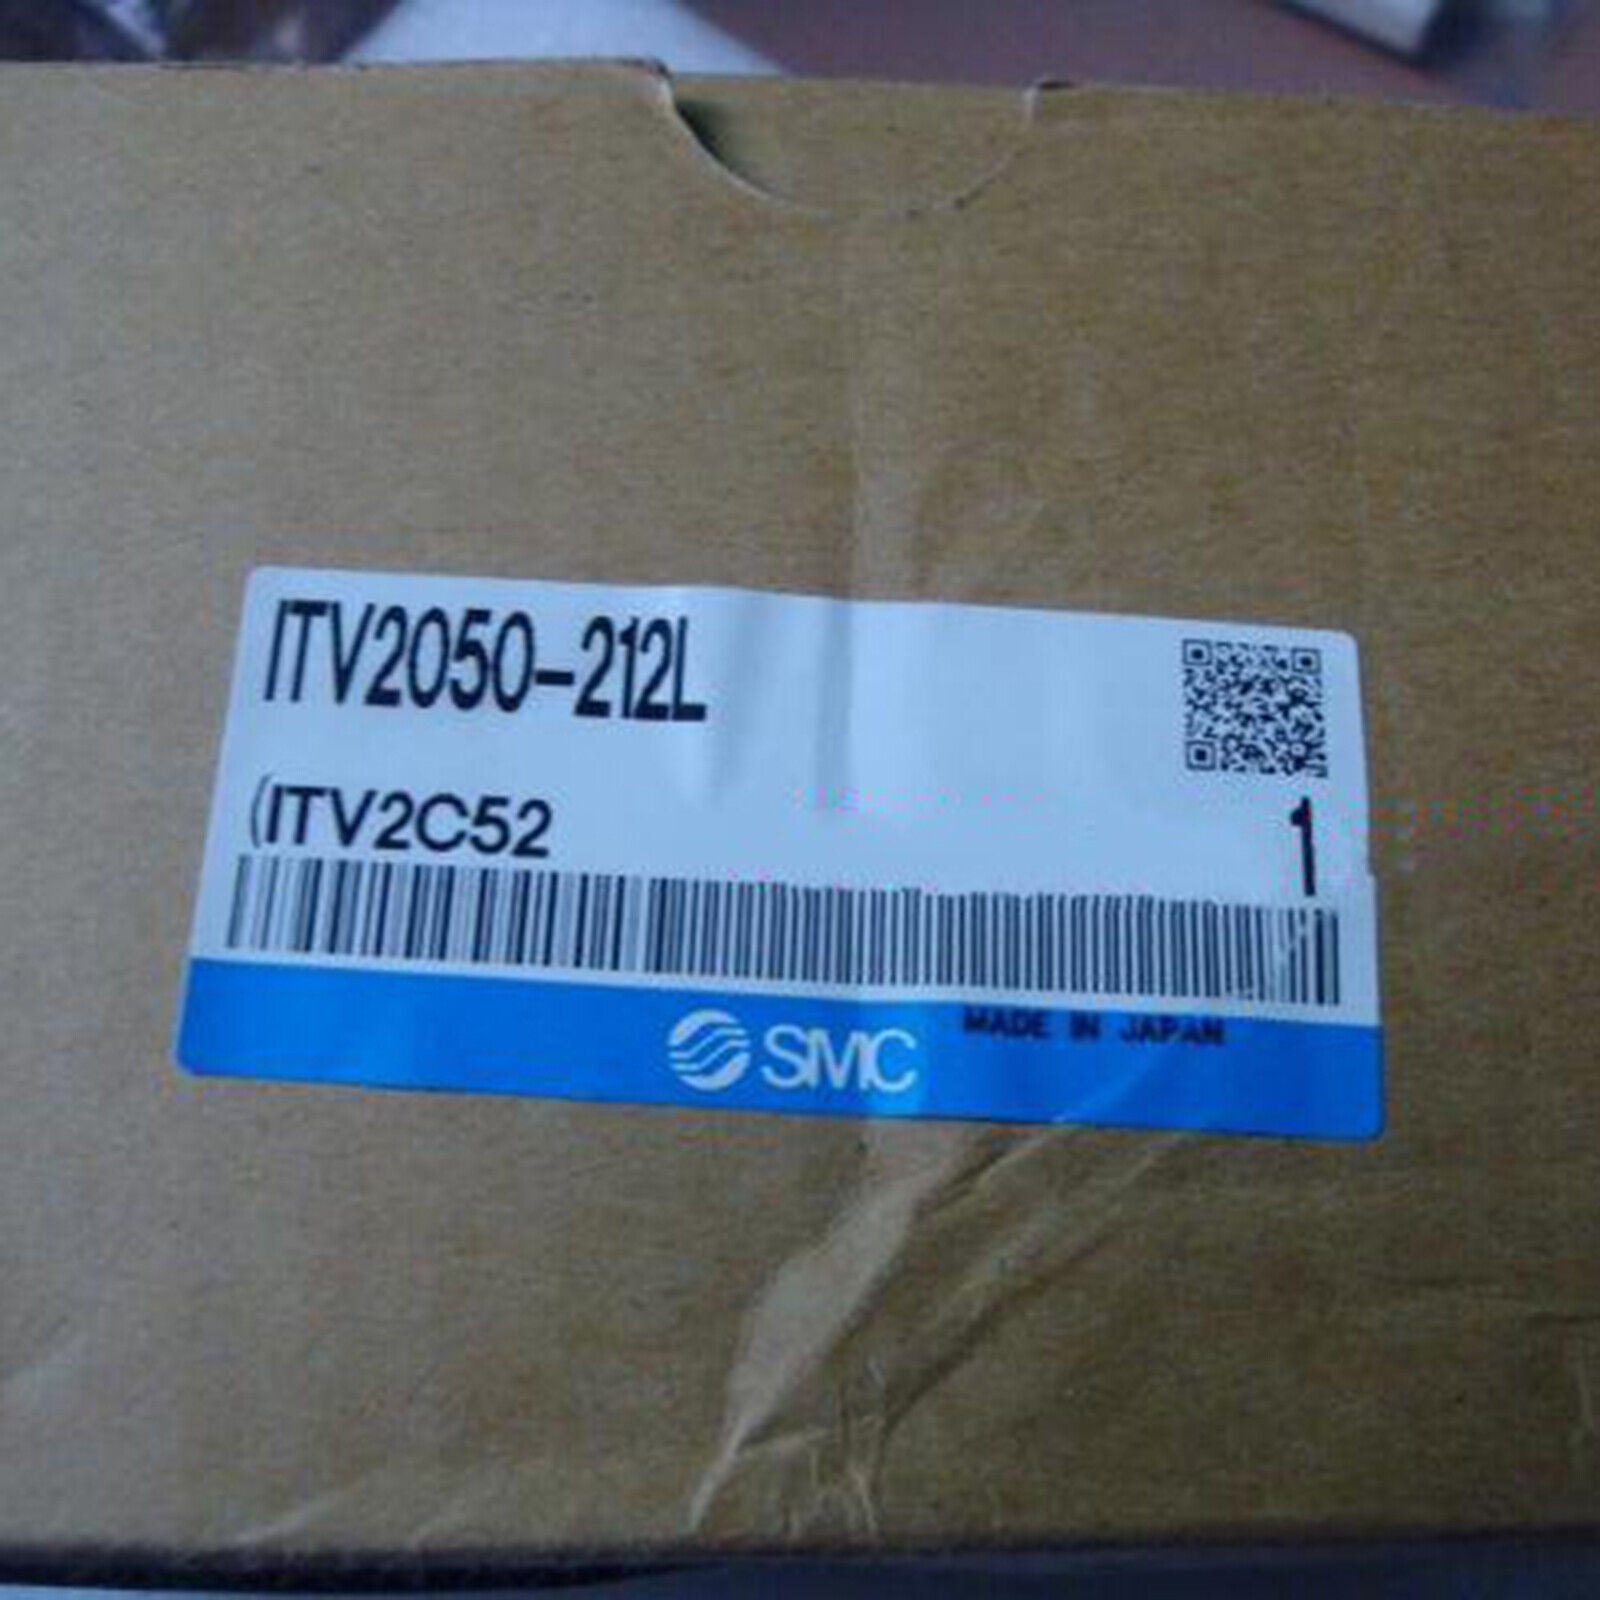 ITV2050-212L
(ITV2C52
1
SMC MADE IN JAPAN